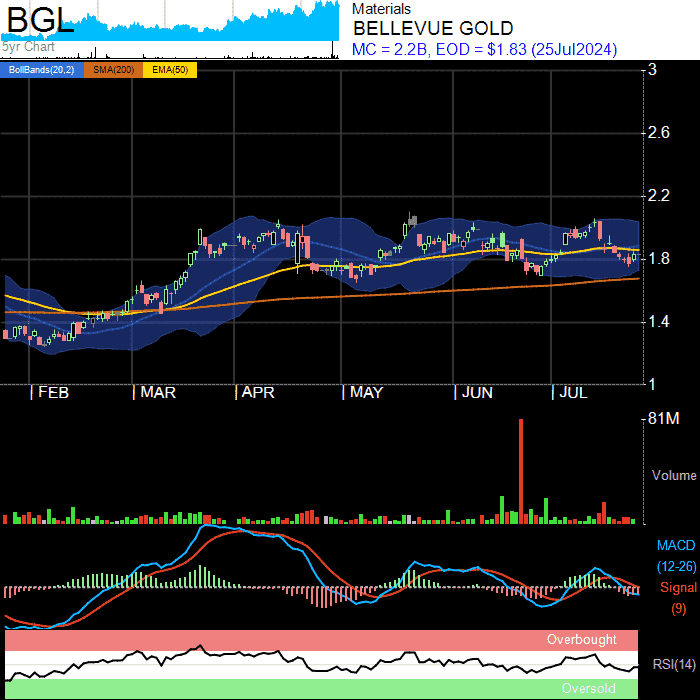 BGL
5yr Chart
Materials
BELLEVUE GOLD
MC = 2.2B, EOD = $1.83 (25Jul2024)
BollBands(20,2) SMA(200) EMA(50)
3
2.6
2.2
1.8
1.4
1
FEB MAR APR MAY JUN JUL
81M
Volume
MACD
(12-26)
Signal
(9)
Overbought
RSI(14)
Oversold